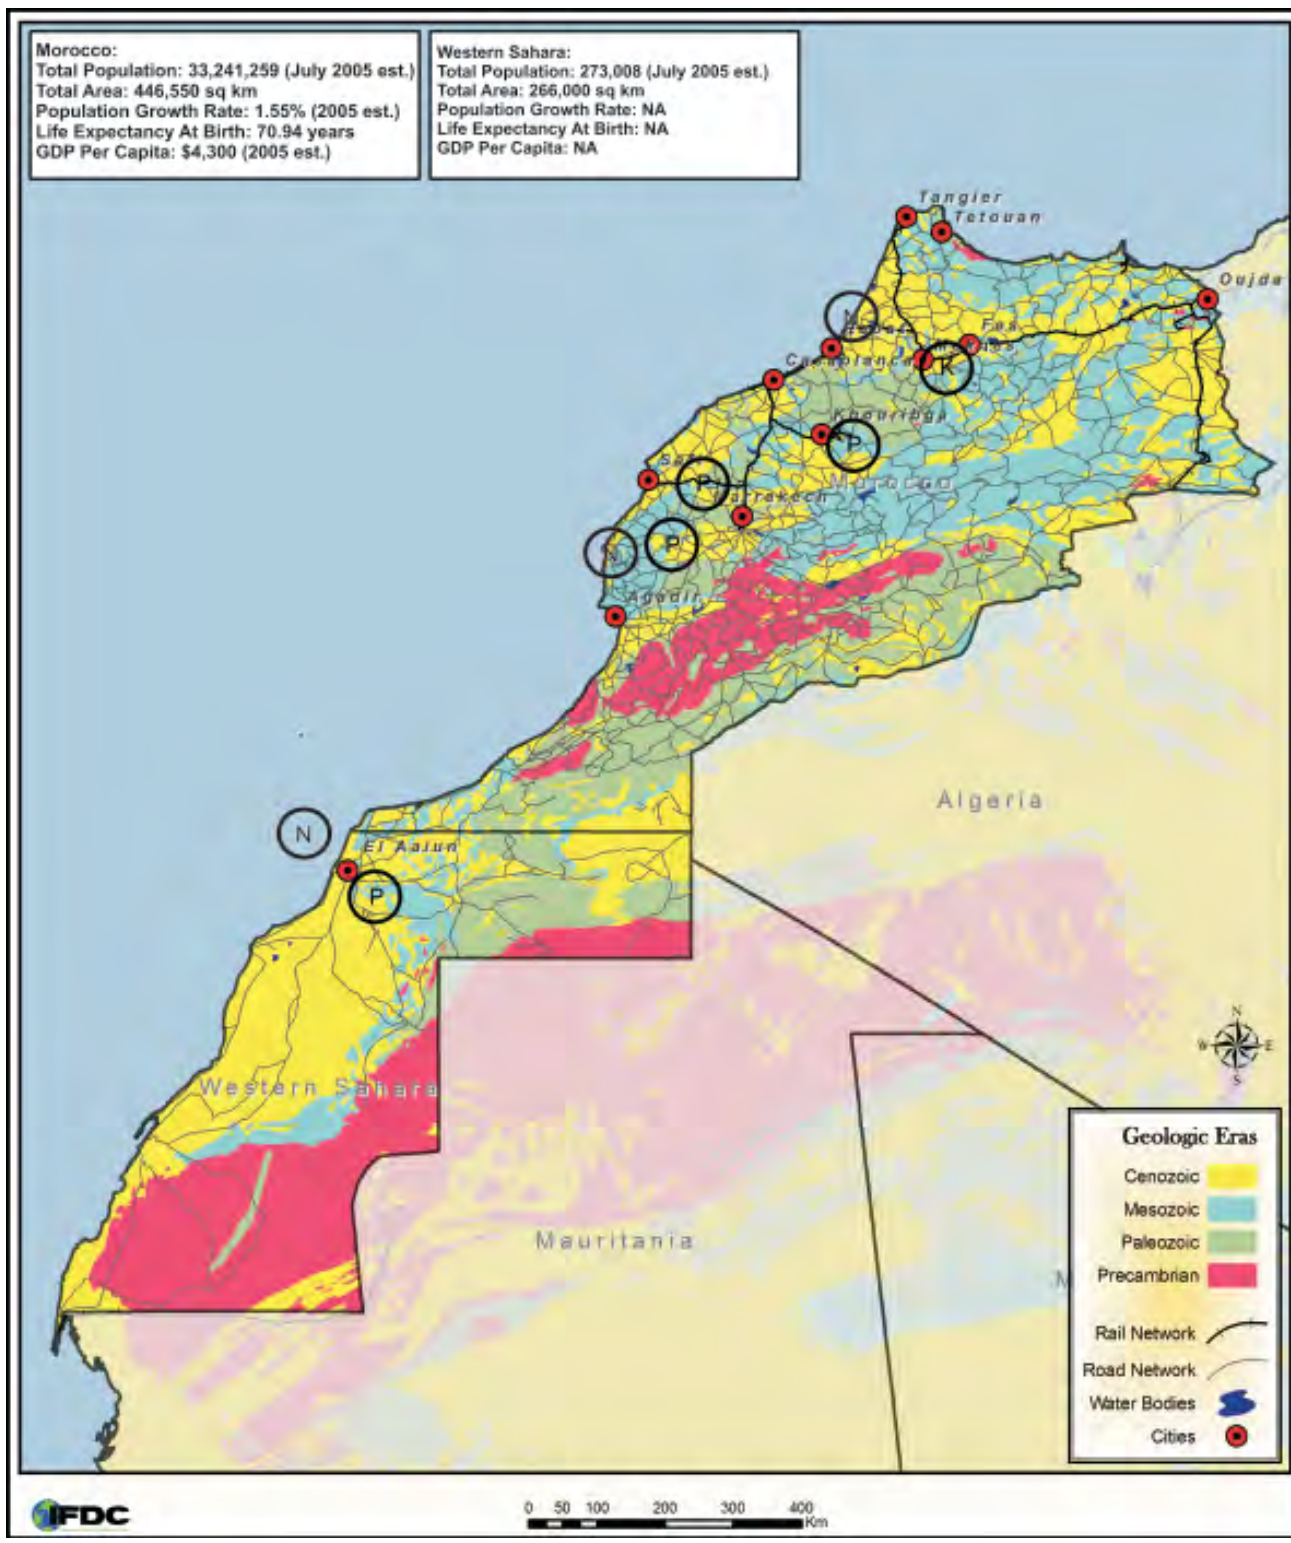 Morocco:
Total Population: 33,241,259 (July 2005 est.)
Total Area: 446,550 sq km
Population Growth Rate: 1.55% (2005 est.)
Life Expectancy At Birth: 70.94 years
GDP Per Capita: $4,300 (2005 est.)
Western Sahara:
Total Population: 273,008 (July 2005 est.)
Total Area: 266,000 sq km
Population Growth Rate: NA
Life Expectancy At Birth: NA
GDP Per Capita: NA
Tangier
Tetouan
Oujda
N
Fes
Casablanca
K
Khouribga
P
Morocco
P
Marrakech
N
P
Agadir
Algeria
N
El Aaiun
P
N
W E
S
Western Sahara
Mauritania
Geologic Eras
Cenozoic
Mesozoic
Paleozoic
Precambrian
Rail Network
Road Network
Water Bodies
Cities
IFDC
0 50 100 200 300 400
Km